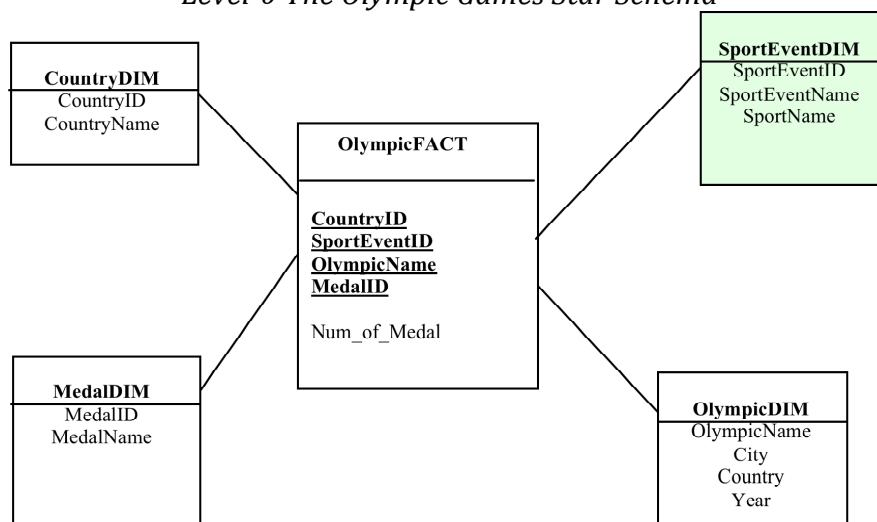 Level 0 The Olympic Games Star Schema
CountryDIM
CountryID
CountryName
OlympicFACT
CountryID
SportEventID
OlympicName
MedalID
Num_of_Medal
SportEventDIM
SportEventID
SportEventName
SportName
MedalDIM
MedalID
MedalName
OlympicDIM
OlympicName
City
Country
Year